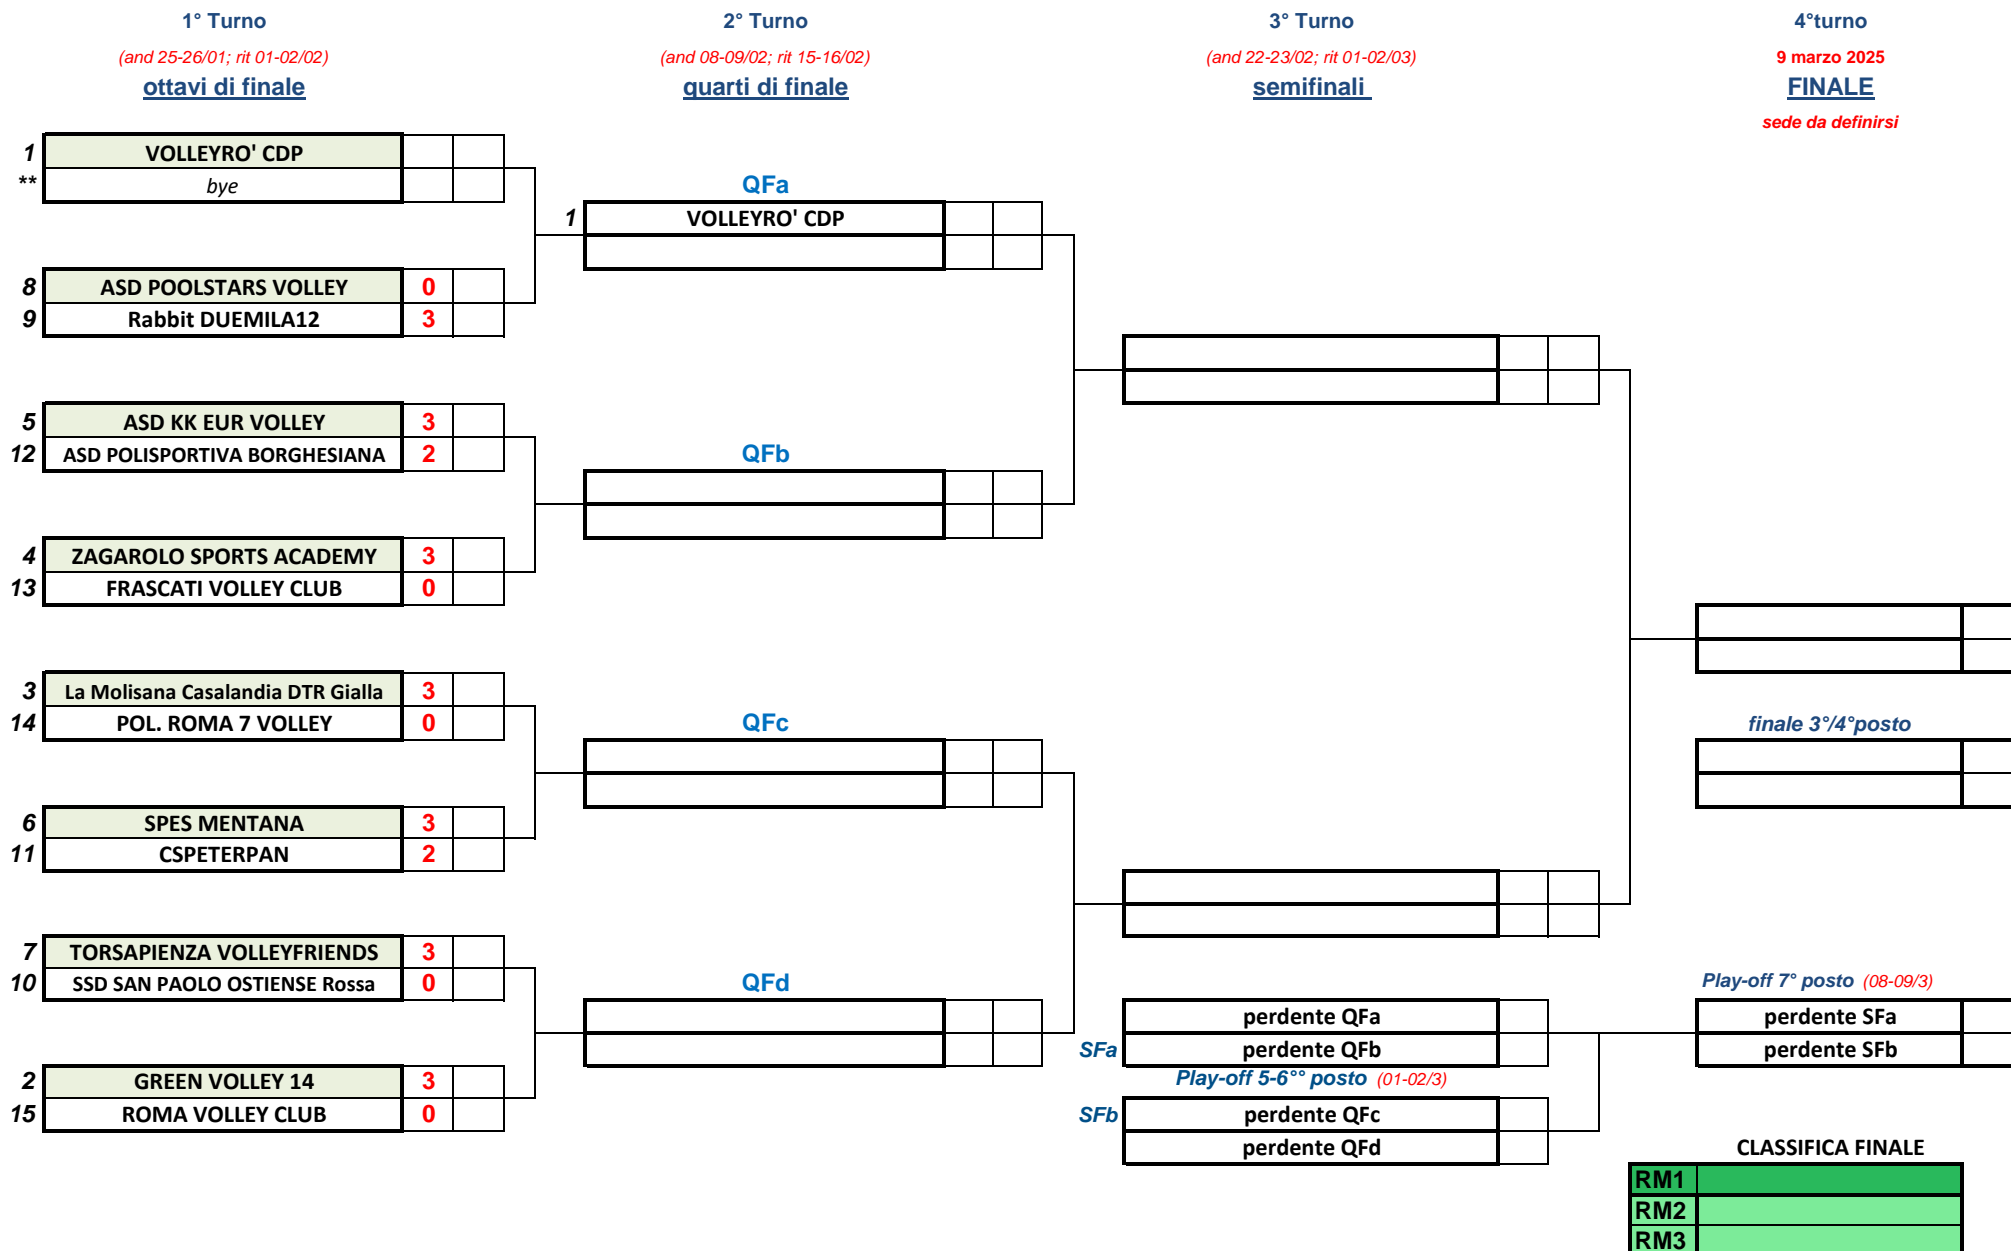 1° Turno
2° Turno
3° Turno
4°turno
(and 25-26/01; rit 01-02/02)
(and 08-09/02; rit 15-16/02)
(and 22-23/02; rit 01-02/03)
9 marzo 2025
ottavi di finale
quarti di finale
semifinali
FINALE
sede da definirsi
1 VOLLEYRO' CDP
** bye
QFa
1 VOLLEYRO' CDP
8 ASD POOLSTARS VOLLEY 0
9 Rabbit DUEMILA12 3
5 ASD KK EUR VOLLEY 3
12 ASD POLISPORTIVA BORGHESIANA 2
QFb
4 ZAGAROLO SPORTS ACADEMY 3
13 FRASCATI VOLLEY CLUB 0
3 La Molisana Casalandia DTR Gialla 3
14 POL. ROMA 7 VOLLEY 0
QFc
finale 3°/4°posto
6 SPES MENTANA 3
11 CSPETERPAN 2
7 TORSAPIENZA VOLLEYFRIENDS 3
10 SSD SAN PAOLO OSTIENSE Rossa 0
QFd
Play-off 7° posto (08-09/3)
perdente QFa
perdente SFa
SFa perdente QFb
perdente SFb
2 GREEN VOLLEY 14 3
Play-off 5-6°° posto (01-02/3)
15 ROMA VOLLEY CLUB 0
SFb perdente QFc
perdente QFd
CLASSIFICA FINALE
RM1
RM2
RM3